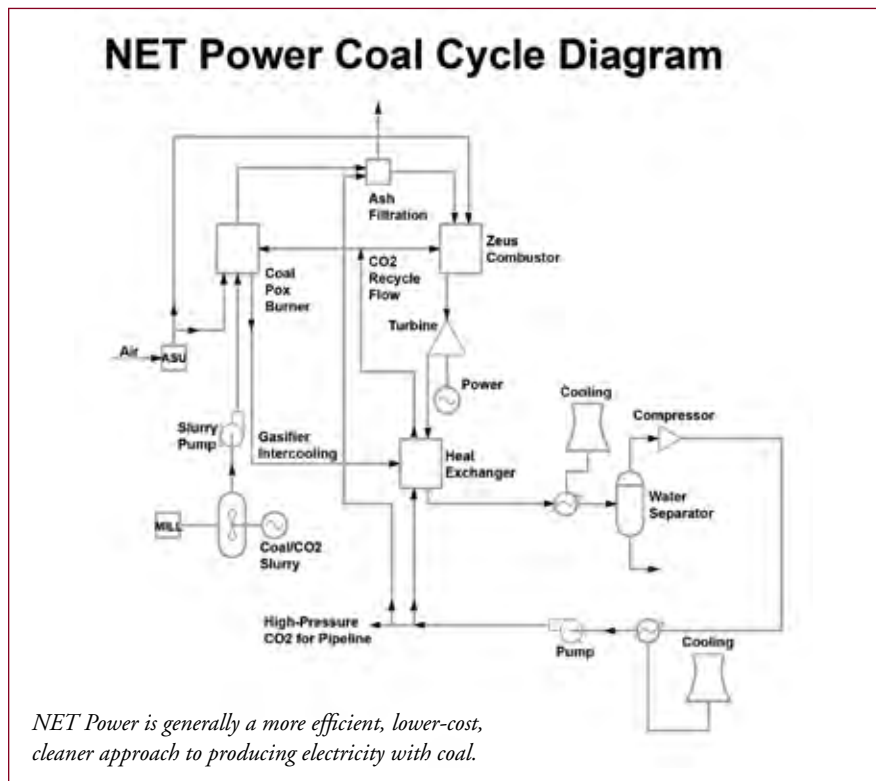 NET Power Coal Cycle Diagram
Ash
Filtration
Zeus
Combustor
Coal
Pox
Burner
CO2
Recycle
Flow
Turbine
Air
ASU
Power
Cooling
Compressor
Slurry
Pump
Gasifier
Intercooling
Heat
Exchanger
Water
Separator
MILL
Coal/CO2
Slurry
High-Pressure
CO2 for Pipeline
Pump
Cooling
NET Power is generally a more efficient, lower-cost,
cleaner approach to producing electricity with coal.